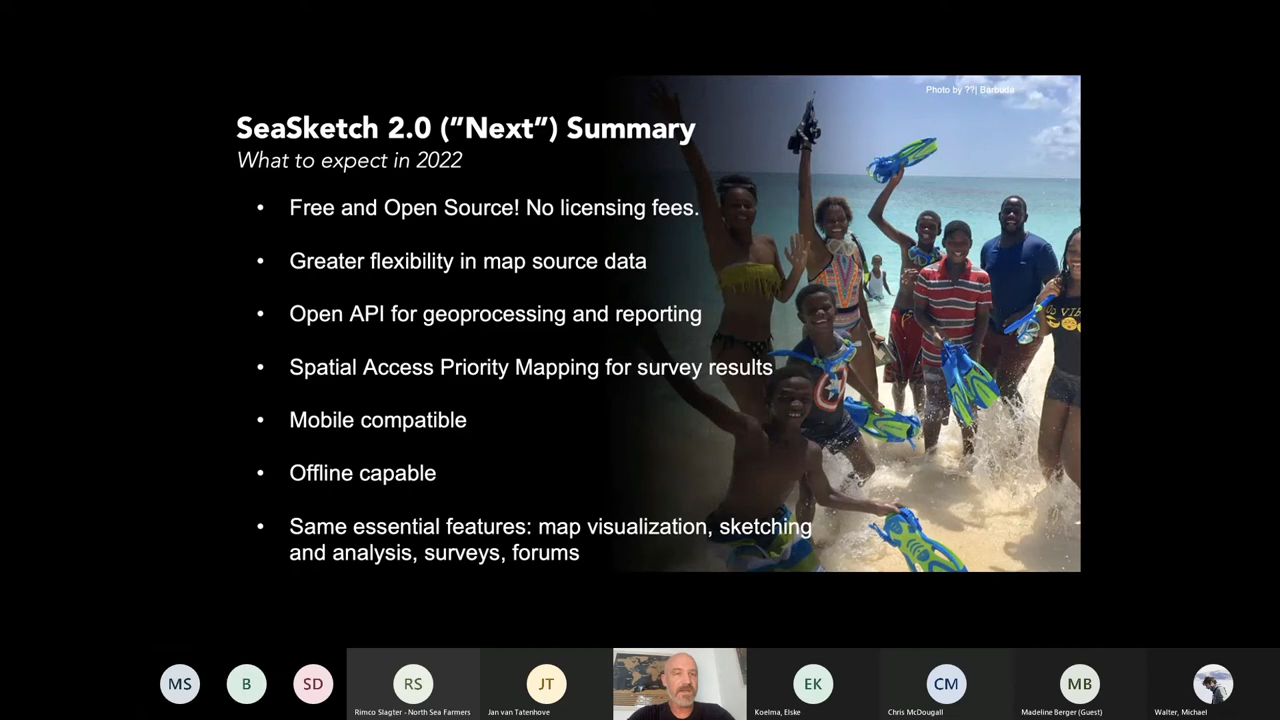 Photo by ??| Barbuda
SeaSketch 2.0 (”Next”) Summary
What to expect in 2022
• Free and Open Source! No licensing fees.
• Greater flexibility in map source data
• Open API for geoprocessing and reporting
• Spatial Access Priority Mapping for survey results
• Mobile compatible
• Offline capable
• Same essential features: map visualization, sketching
and analysis, surveys, forums
MS
B
SD
RS
Rimco Slagter - North Sea Farmers
JT
Jan van Tatenhove
EK
Koelma, Elske
CM
Chris McDougall
MB
Madeline Berger (Guest)
Walter, Michael